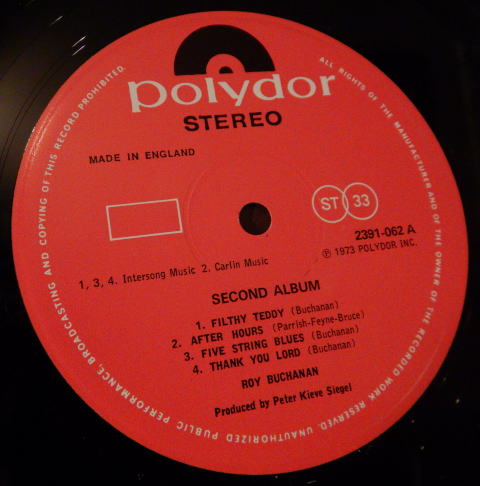 polydor
STEREO
MADE IN ENGLAND
ST 33
2391-062 A
℗ 1973 POLYDOR INC.
1, 3, 4. Intersong Music 2. Carlin Music
SECOND ALBUM
1. FILTHY TEDDY (Buchanan)
2. AFTER HOURS (Parrish-Feyne-Bruce)
3. FIVE STRING BLUES (Buchanan)
4. THANK YOU LORD (Buchanan)
ROY BUCHANAN
Produced by Peter Kieve Siegel
ALL RIGHTS OF THE MANUFACTURER AND OF THE OWNER OF THE RECORDED WORK RESERVED. UNAUTHORIZED PUBLIC PERFORMANCE, BROADCASTING AND COPYING OF THIS RECORD PROHIBITED.